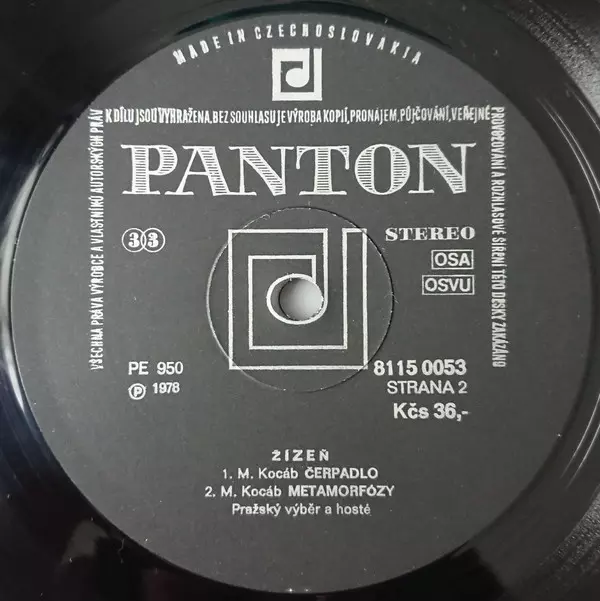 MADE IN CZECHOSLOVAKIA
VŠECHNA PRÁVA VÝROBCE A VLASTNÍKŮ AUTORSKÝCH PRÁV
K DÍLU JSOU VYHRAŽENA, BEZ SOUHLASU JE VÝROBA KOPIÍ, PRONÁJEM, PŮJČOVÁNÍ, VEŘEJNÉ
PROVOZOVÁNÍ A ROZHLASOVÉ ŠÍŘENÍ TÉTO DESKY ZAKÁZÁNO
PANTON
33
STEREO
OSA
OSVU
PE 950
Ⓟ 1978
8115 0053
STRANA 2
Kčs 36,-
ŽÍZEŇ
1. M. Kocáb ČERPADLO
2. M. Kocáb METAMORFÓZY
Pražský výběr a hosté